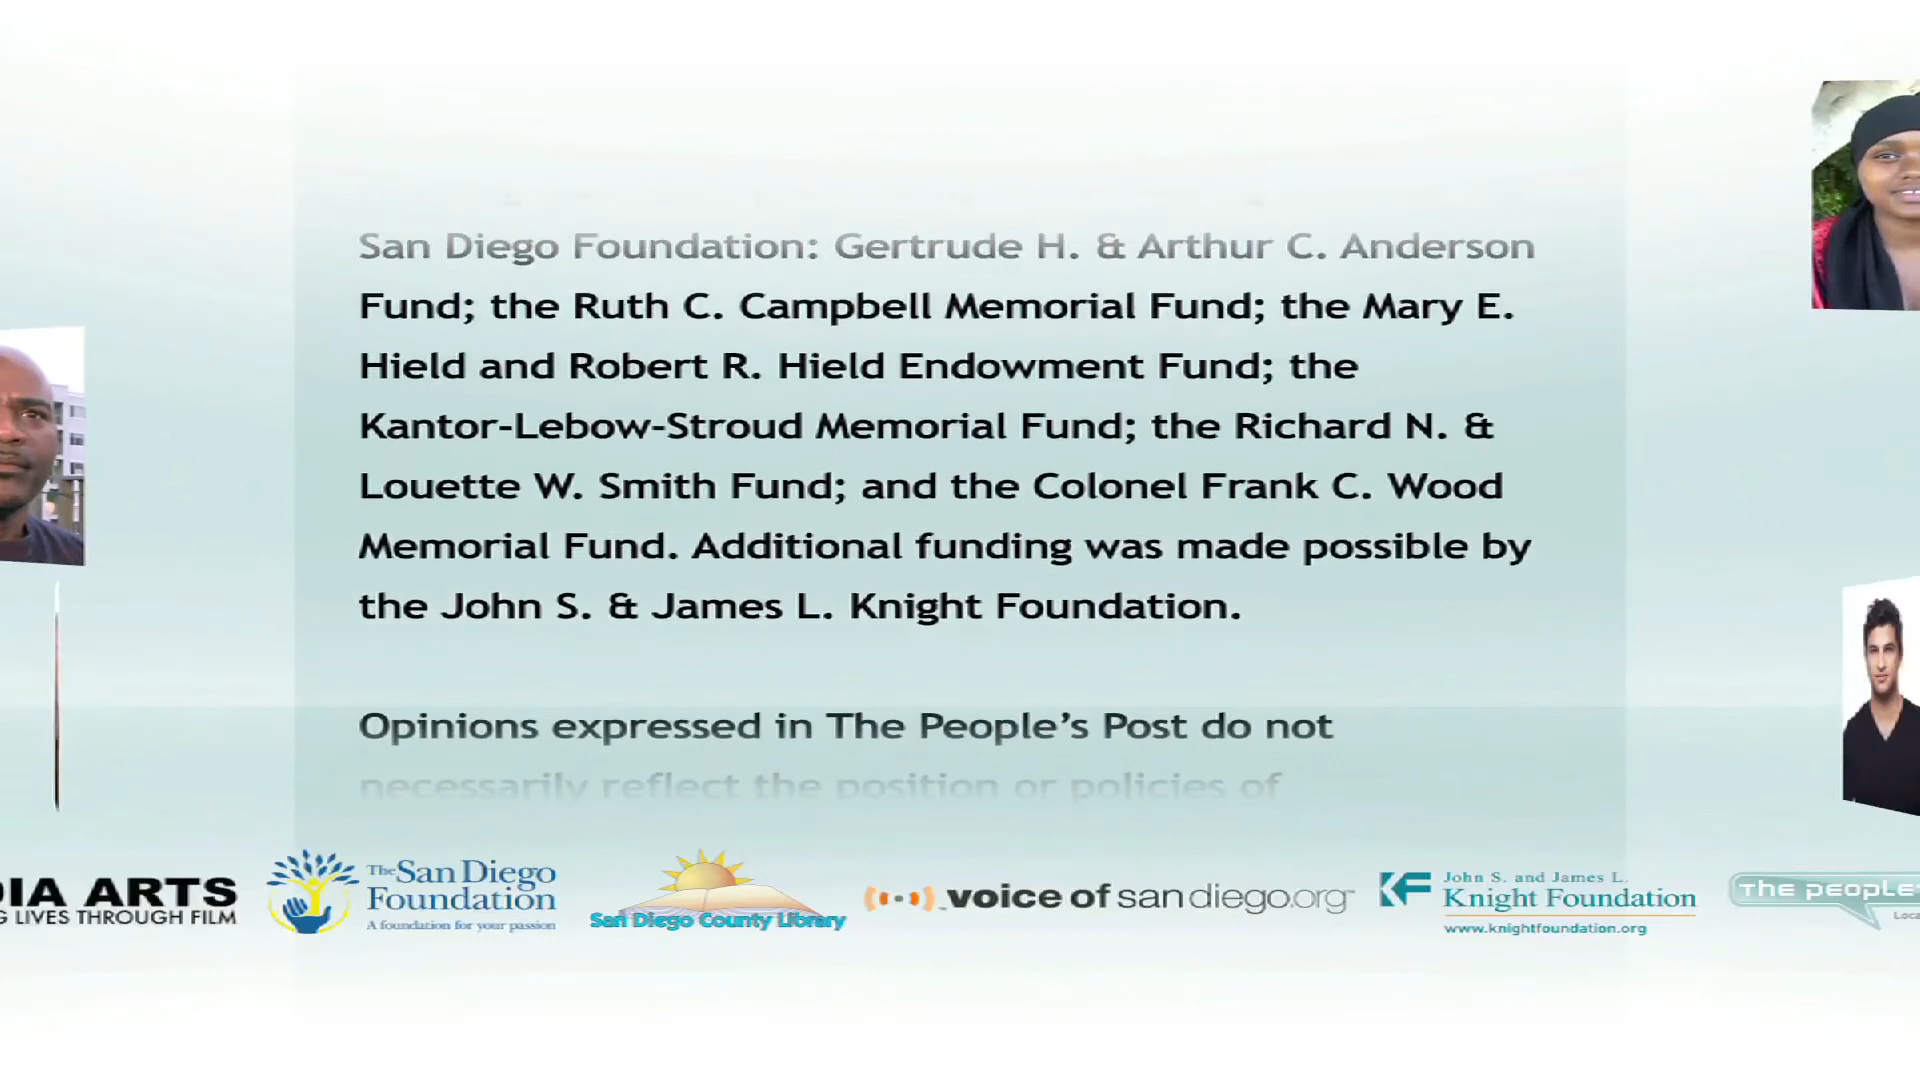 San Diego Foundation: Gertrude H. & Arthur C. Anderson
Fund; the Ruth C. Campbell Memorial Fund; the Mary E.
Hield and Robert R. Hield Endowment Fund; the
Kantor-Lebow-Stroud Memorial Fund; the Richard N. &
Louette W. Smith Fund; and the Colonel Frank C. Wood
Memorial Fund. Additional funding was made possible by
the John S. & James L. Knight Foundation.
Opinions expressed in The People’s Post do not
necessarily reflect the position or policies of
DIA ARTS
G LIVES THROUGH FILM
The San Diego
Foundation
A foundation for your passion
San Diego County Library
voice of sandiego.org
KF
John S. and James L.
Knight Foundation
www.knightfoundation.org
The people'
Loca